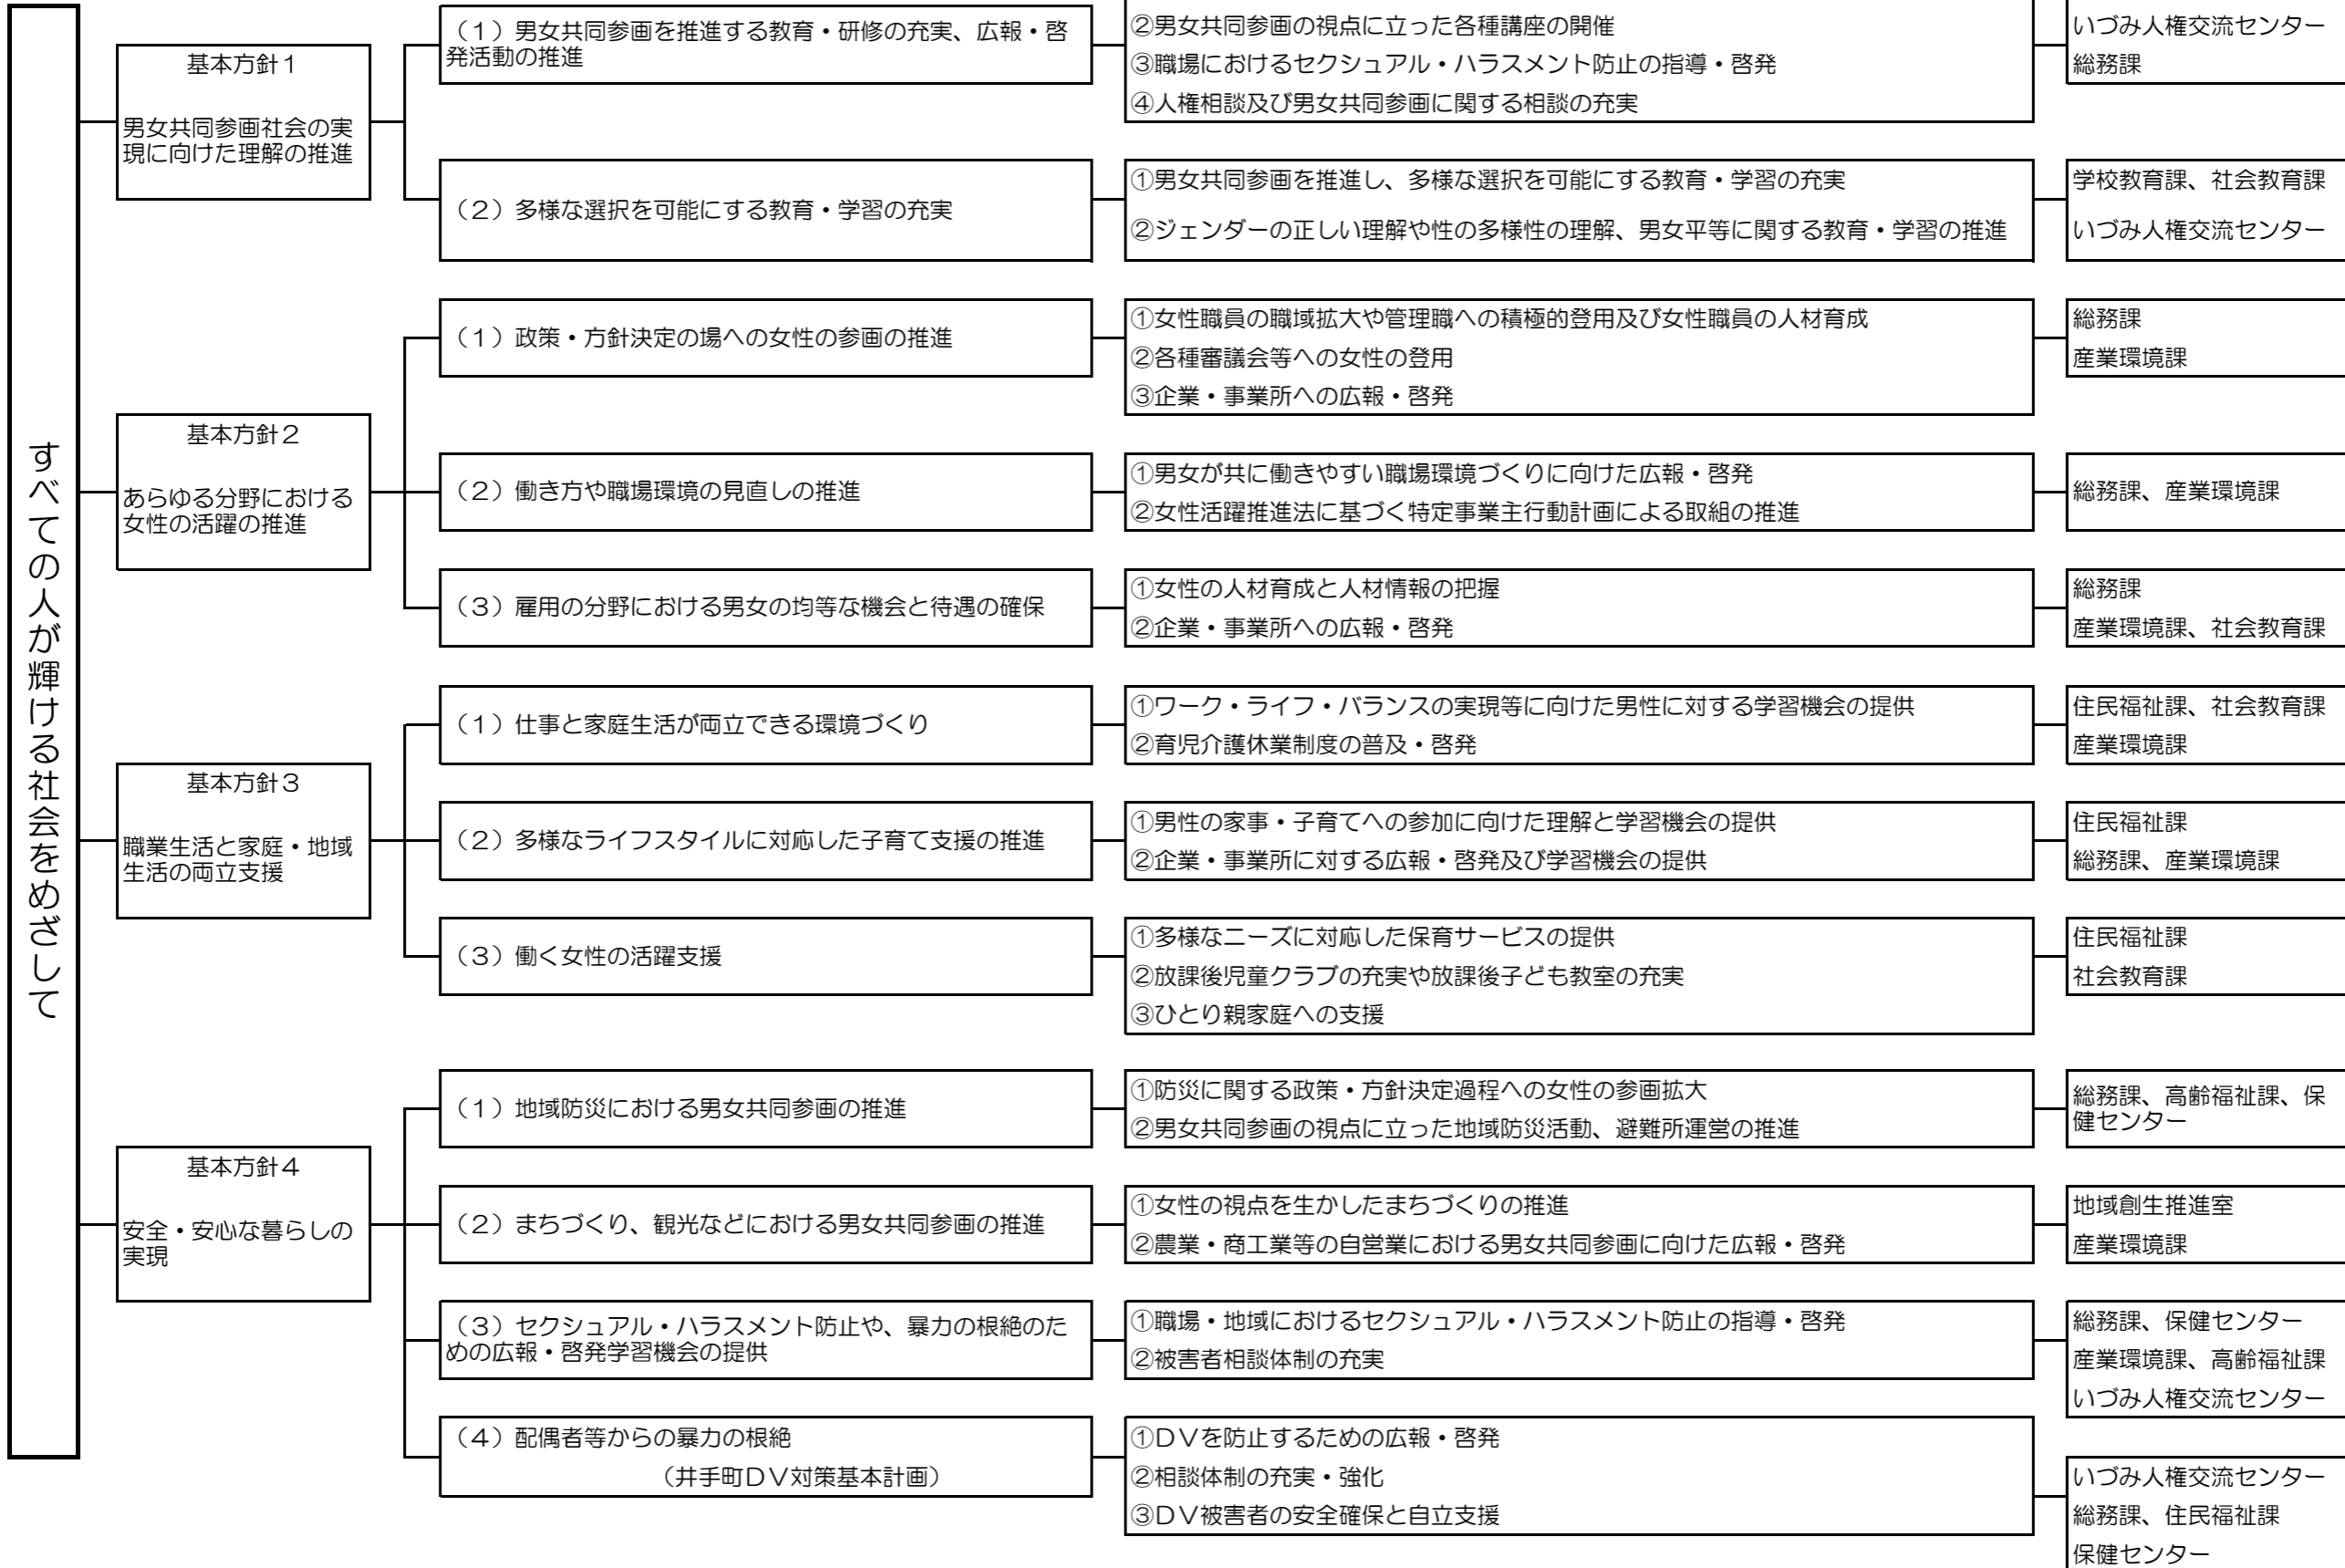 すべての人が輝ける社会をめざして
基本方針１
男女共同参画社会の実
現に向けた理解の推進
（１）男女共同参画を推進する教育・研修の充実、広報・啓
発活動の推進
②男女共同参画の視点に立った各種講座の開催
③職場におけるセクシュアル・ハラスメント防止の指導・啓発
④人権相談及び男女共同参画に関する相談の充実
いづみ人権交流センター
総務課
（２）多様な選択を可能にする教育・学習の充実
①男女共同参画を推進し、多様な選択を可能にする教育・学習の充実
②ジェンダーの正しい理解や性の多様性の理解、男女平等に関する教育・学習の推進
学校教育課、社会教育課
いづみ人権交流センター
基本方針２
あらゆる分野における
女性の活躍の推進
（１）政策・方針決定の場への女性の参画の推進
①女性職員の職域拡大や管理職への積極的登用及び女性職員の人材育成
②各種審議会等への女性の登用
③企業・事業所への広報・啓発
総務課
産業環境課
（２）働き方や職場環境の見直しの推進
①男女が共に働きやすい職場環境づくりに向けた広報・啓発
②女性活躍推進法に基づく特定事業主行動計画による取組の推進
総務課、産業環境課
（３）雇用の分野における男女の均等な機会と待遇の確保
①女性の人材育成と人材情報の把握
②企業・事業所への広報・啓発
総務課
産業環境課、社会教育課
基本方針３
職業生活と家庭・地域
生活の両立支援
（１）仕事と家庭生活が両立できる環境づくり
①ワーク・ライフ・バランスの実現等に向けた男性に対する学習機会の提供
②育児介護休業制度の普及・啓発
住民福祉課、社会教育課
産業環境課
（２）多様なライフスタイルに対応した子育て支援の推進
①男性の家事・子育てへの参加に向けた理解と学習機会の提供
②企業・事業所に対する広報・啓発及び学習機会の提供
住民福祉課
総務課、産業環境課
（３）働く女性の活躍支援
①多様なニーズに対応した保育サービスの提供
②放課後児童クラブの充実や放課後子ども教室の充実
③ひとり親家庭への支援
住民福祉課
社会教育課
基本方針４
安全・安心な暮らしの
実現
（１）地域防災における男女共同参画の推進
①防災に関する政策・方針決定過程への女性の参画拡大
②男女共同参画の視点に立った地域防災活動、避難所運営の推進
総務課、高齢福祉課、保
健センター
（２）まちづくり、観光などにおける男女共同参画の推進
①女性の視点を生かしたまちづくりの推進
②農業・商工業等の自営業における男女共同参画に向けた広報・啓発
地域創生推進室
産業環境課
（３）セクシュアル・ハラスメント防止や、暴力の根絶のた
めの広報・啓発学習機会の提供
①職場・地域におけるセクシュアル・ハラスメント防止の指導・啓発
②被害者相談体制の充実
総務課、保健センター
産業環境課、高齢福祉課
いづみ人権交流センター
（４）配偶者等からの暴力の根絶
（井手町ＤＶ対策基本計画）
①ＤＶを防止するための広報・啓発
②相談体制の充実・強化
③ＤＶ被害者の安全確保と自立支援
いづみ人権交流センター
総務課、住民福祉課
保健センター